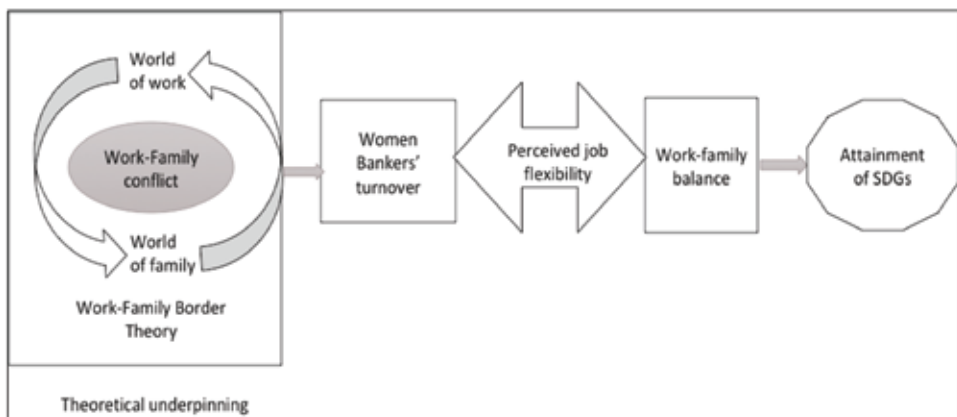 World
of work
Work-Family
conflict
World
of family
Work-Family Border
Theory
Theoretical underpinning
Women
Bankers'
turnover
Perceived job
flexibility
Work-family
balance
Attainment
of SDGs